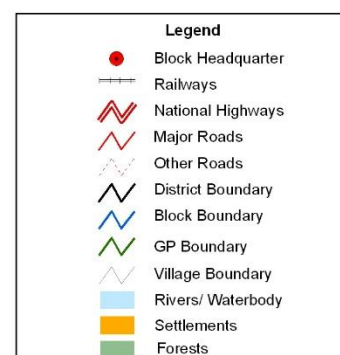 Legend
Block Headquarter
Railways
National Highways
Major Roads
Other Roads
District Boundary
Block Boundary
GP Boundary
Village Boundary
Rivers/ Waterbody
Settlements
Forests